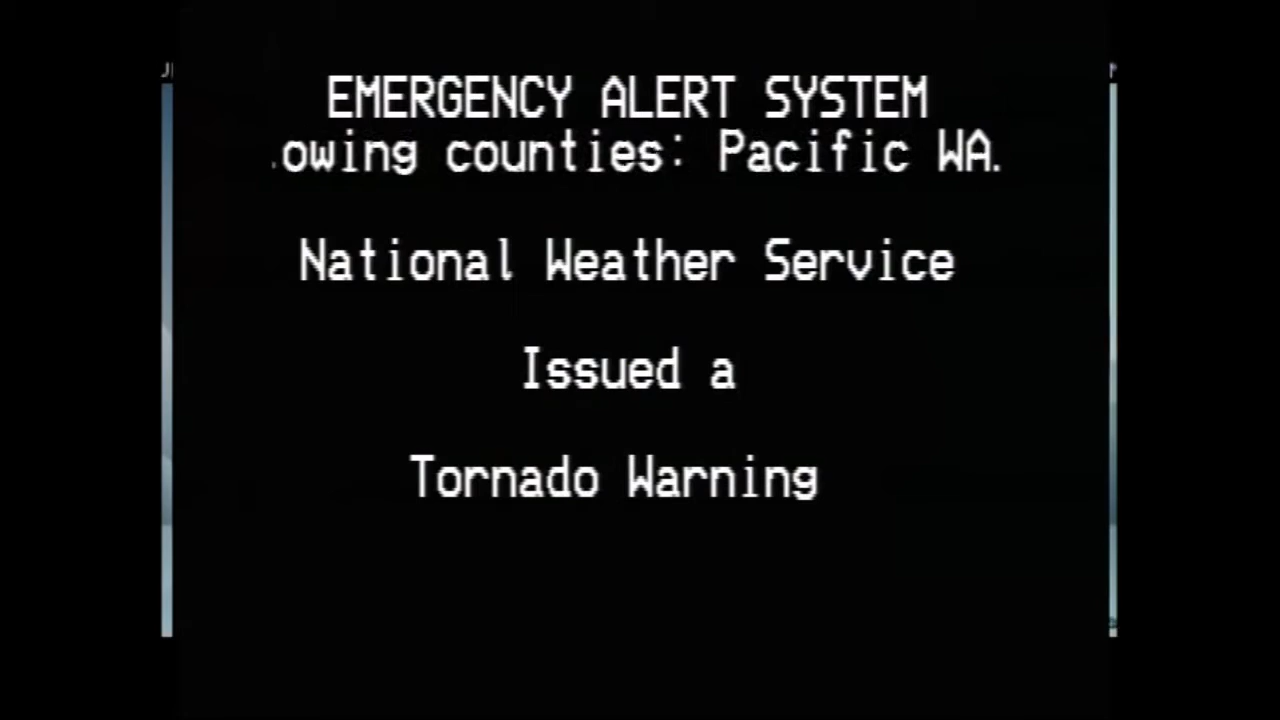 EMERGENCY ALERT SYSTEM
owing counties: Pacific WA.
National Weather Service
Issued a
Tornado Warning